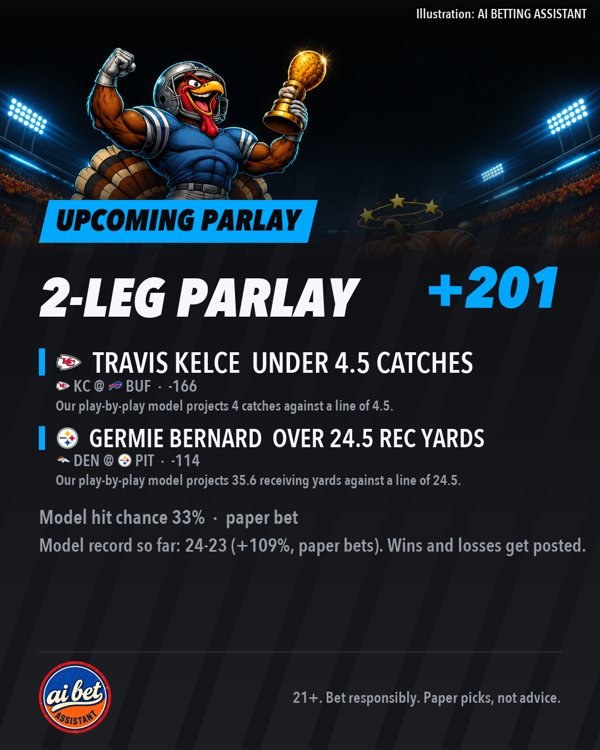 Illustration: AI BETTING ASSISTANT
UPCOMING PARLAY
2-LEG PARLAY +201
TRAVIS KELCE UNDER 4.5 CATCHES
KC @ BUF · -166
Our play-by-play model projects 4 catches against a line of 4.5.
GERMIE BERNARD OVER 24.5 REC YARDS
DEN @ PIT · -114
Our play-by-play model projects 35.6 receiving yards against a line of 24.5.
Model hit chance 33% · paper bet
Model record so far: 24-23 (+109%, paper bets). Wins and losses get posted.
ai bet
ASSISTANT
21+. Bet responsibly. Paper picks, not advice.